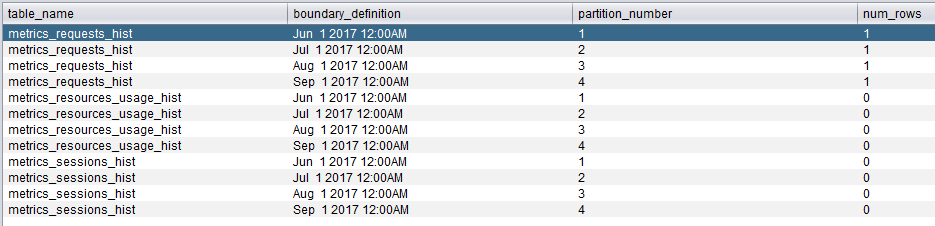 table_name boundary_definition partition_number num_rows
metrics_requests_hist Jun 1 2017 12:00AM 1 1
metrics_requests_hist Jul 1 2017 12:00AM 2 1
metrics_requests_hist Aug 1 2017 12:00AM 3 1
metrics_requests_hist Sep 1 2017 12:00AM 4 1
metrics_resources_usage_hist Jun 1 2017 12:00AM 1 0
metrics_resources_usage_hist Jul 1 2017 12:00AM 2 0
metrics_resources_usage_hist Aug 1 2017 12:00AM 3 0
metrics_resources_usage_hist Sep 1 2017 12:00AM 4 0
metrics_sessions_hist Jun 1 2017 12:00AM 1 0
metrics_sessions_hist Jul 1 2017 12:00AM 2 0
metrics_sessions_hist Aug 1 2017 12:00AM 3 0
metrics_sessions_hist Sep 1 2017 12:00AM 4 0